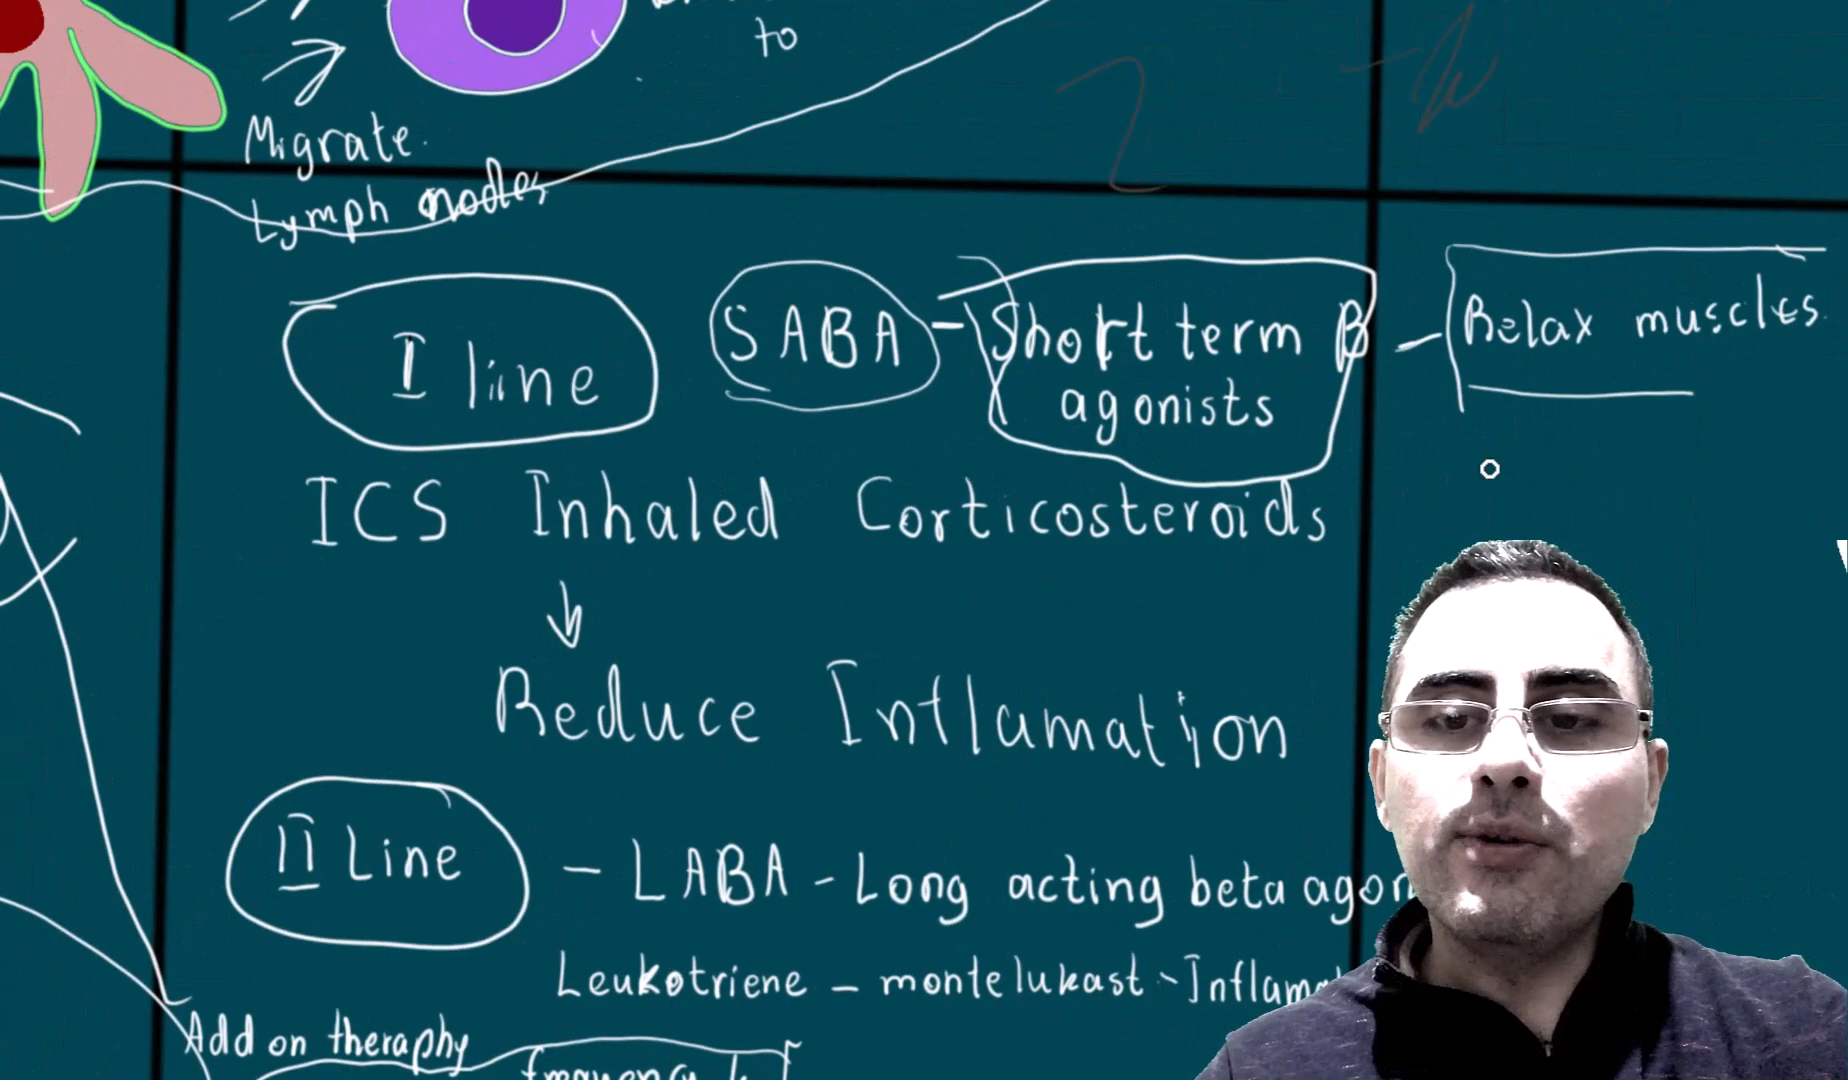 to
Migrate.
Lymph nodes
I line SABA - Short term β agonists - Relax muscles
ICS Inhaled Corticosteroids
↓
Reduce Inflamation
II Line - LABA - Long acting beta agon
Leukotriene - montelukast - Inflama
Add on theraphy